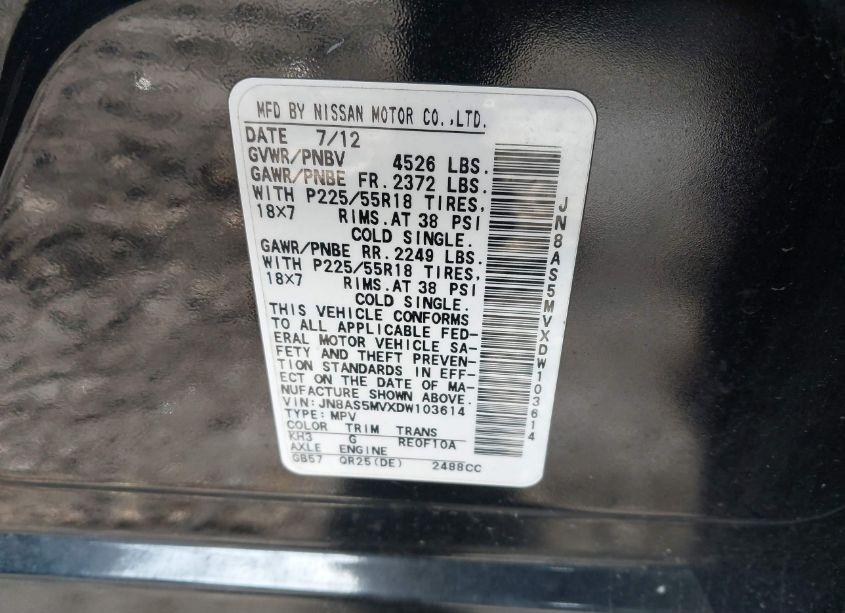 MFD BY NISSAN MOTOR CO.,LTD.
DATE 7/12
GVWR/PNBV 4526 LBS.
GAWR/PNBE FR. 2372 LBS.
WITH P225/55R18 TIRES,
18X7 RIMS.AT 38 PSI
COLD SINGLE.
GAWR/PNBE RR. 2249 LBS.
WITH P225/55R18 TIRES,
18X7 RIMS.AT 38 PSI
COLD SINGLE.
THIS VEHICLE CONFORMS
TO ALL APPLICABLE FED-
ERAL MOTOR VEHICLE SA-
FETY AND THEFT PREVEN-
TION STANDARDS IN EFF-
ECT ON THE DATE OF MA-
NUFACTURE SHOWN ABOVE.
VIN: JN8AS5MVXDW103614
TYPE: MPV
COLOR TRIM TRANS
KH3 G RE0F10A
AXLE ENGINE
GB57 QR25(DE) 2488CC
JN8AS5MVXDW103614